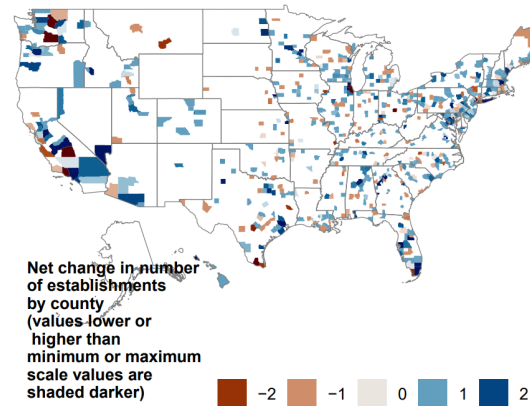 Net change in number
of establishments
by county
(values lower or
higher than
minimum or maximum
scale values are
shaded darker)
−2 −1 0 1 2